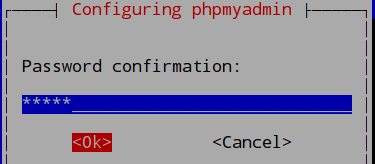 Configuring phpmyadmin
Password confirmation:
*****
<Ok> <Cancel>